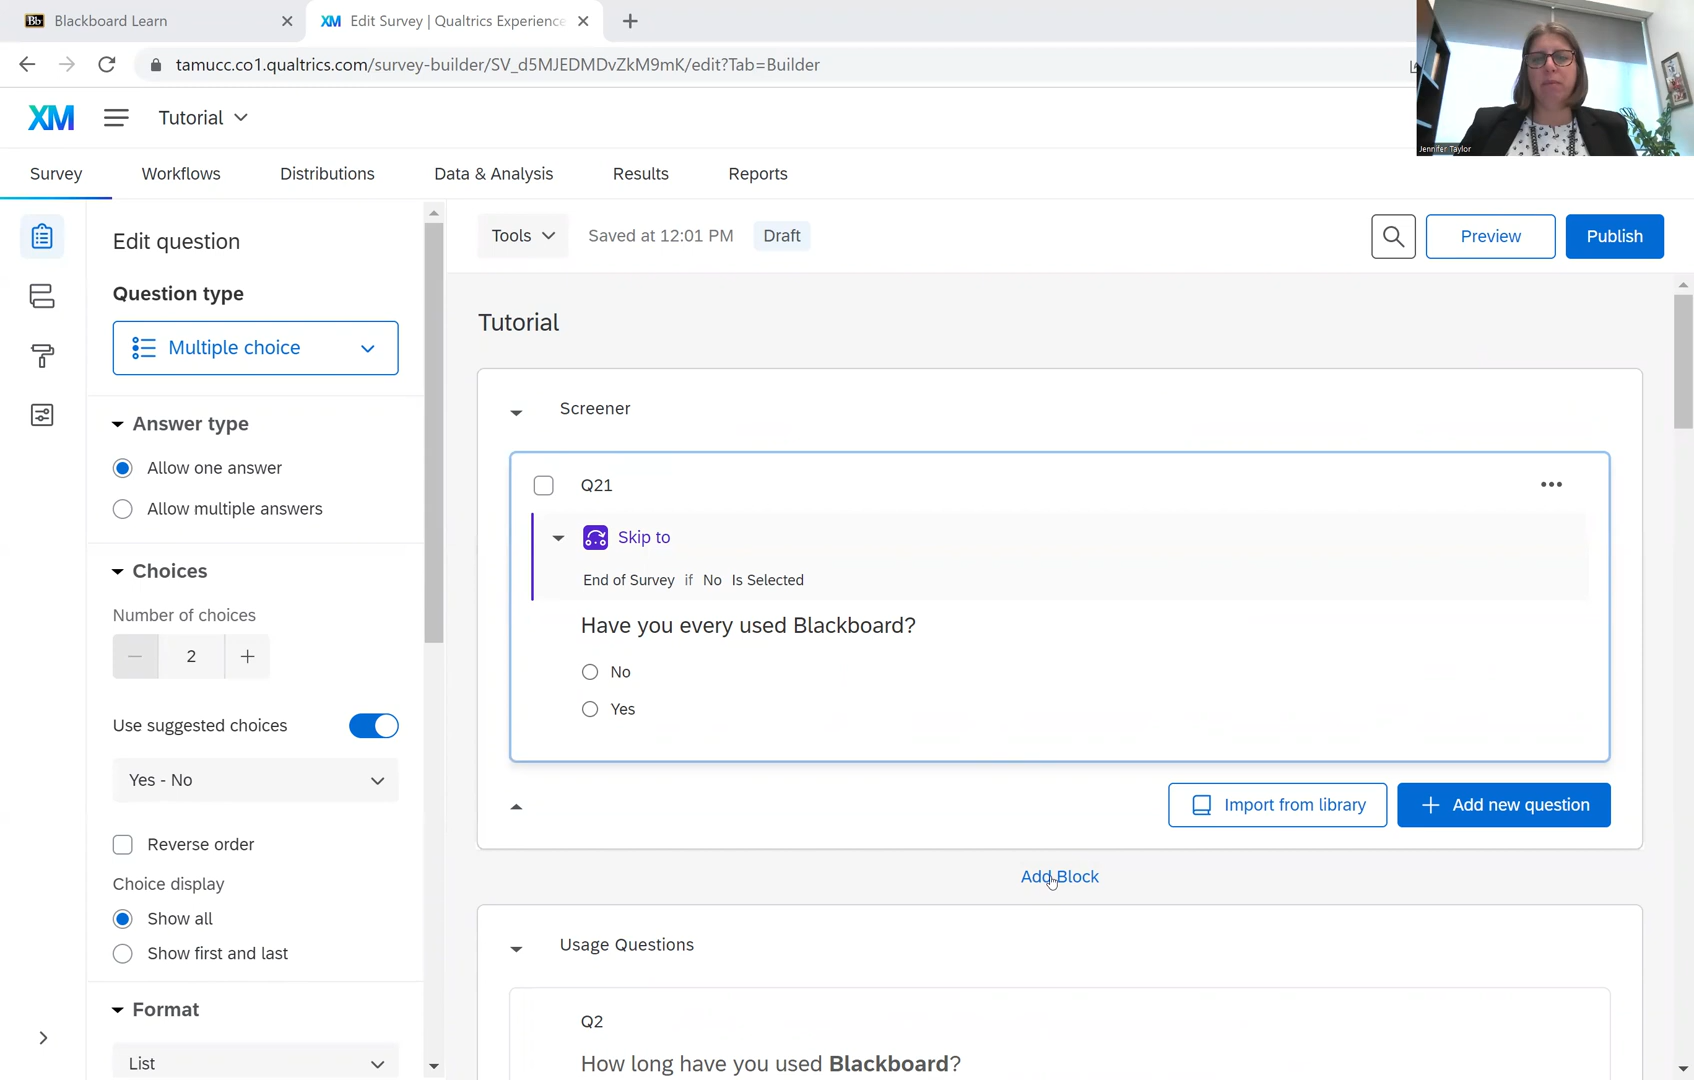 Bb Blackboard Learn
XM Edit Survey | Qualtrics Experience
tamucc.co1.qualtrics.com/survey-builder/SV_d5MJEDMDvZkM9mK/edit?Tab=Builder
Jennifer Taylor
XM Tutorial
Survey Workflows Distributions Data & Analysis Results Reports
Edit question
Question type
Multiple choice
Answer type
Allow one answer
Allow multiple answers
Choices
Number of choices
2
Use suggested choices
Yes - No
Reverse order
Choice display
Show all
Show first and last
Format
List
Tools Saved at 12:01 PM Draft
Preview Publish
Tutorial
Screener
Q21
Skip to
End of Survey if No Is Selected
Have you every used Blackboard?
No
Yes
Import from library Add new question
Add Block
Usage Questions
Q2
How long have you used Blackboard?